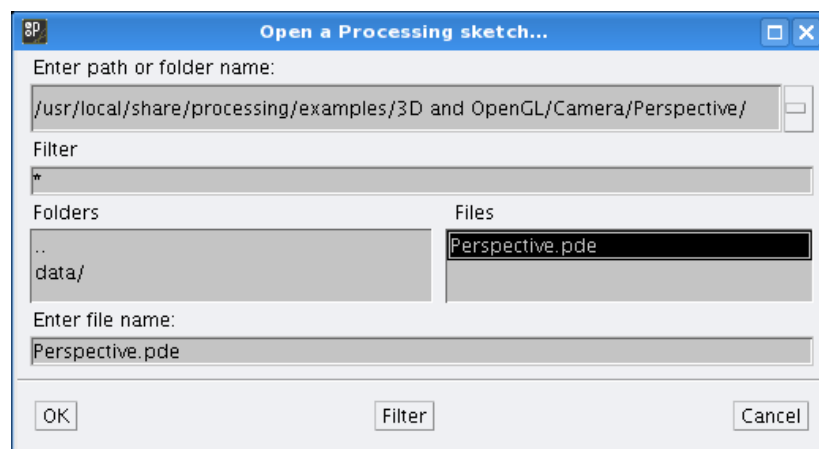 Open a Processing sketch...
Enter path or folder name:
/usr/local/share/processing/examples/3D and OpenGL/Camera/Perspective/
Filter
*
Folders
Files
..
data/
Perspective.pde
Enter file name:
Perspective.pde
OK
Filter
Cancel